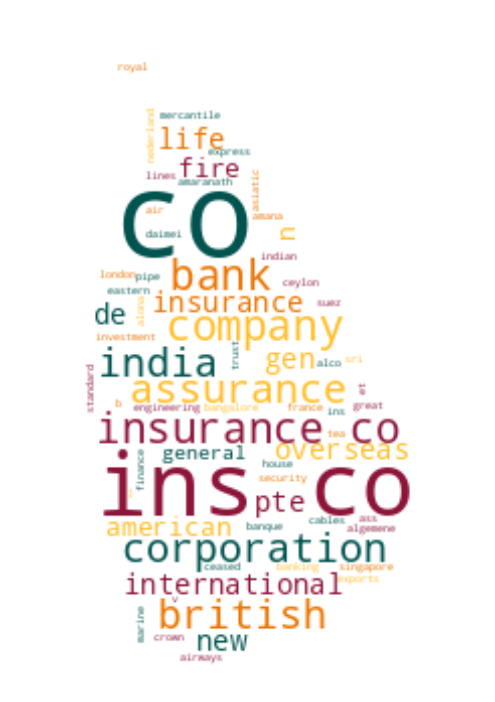 royal
mercantile
nederland
life
express
fire
lines
amaranath
asiatic
co
air
amana
daimei
n
indian
london
pipe
bank
ceylon
eastern
insurance
suez
alona
de
company
investment
trust
india
gen
alco
sri
standard
assurance
et
b
engineering
bangalore
france
ins
great
insurance co
tea
general
overseas
finance
house
ins co
security
pte
american
banque
cables
ass
algemene
corporation
ceased
banking
singapore
international
exports
v
marine
british
crown
new
airways